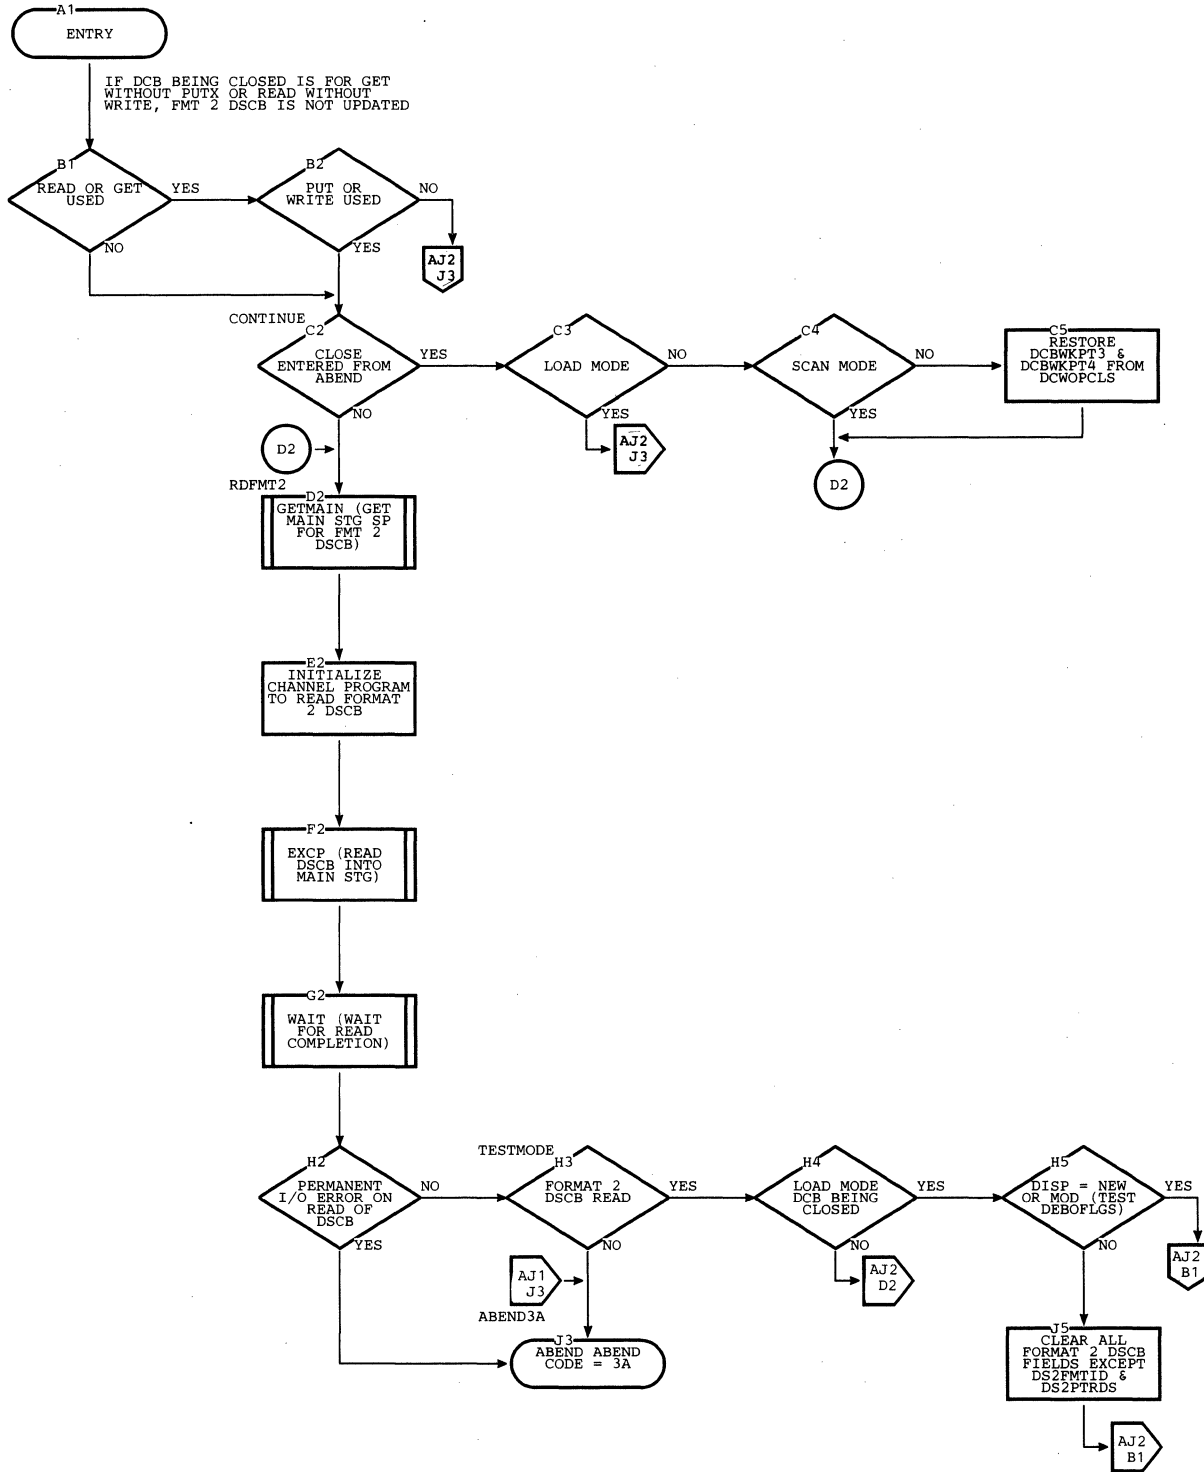 A1
ENTRY
IF DCB BEING CLOSED IS FOR GET
WITHOUT PUTX OR READ WITHOUT
WRITE, FMT 2 DSCB IS NOT UPDATED
B1
READ OR GET
USED
YES
NO
B2
PUT OR
WRITE USED
NO
YES
AJ2
J3
CONTINUE
C2
CLOSE
ENTERED FROM
ABEND
YES
NO
C3
LOAD MODE
NO
YES
AJ2
J3
C4
SCAN MODE
NO
YES
C5
RESTORE
DCBWKPT3 &
DCBWKPT4 FROM
DCWOPCLS
D2
D2
RDFMT2
D2
GETMAIN (GET
MAIN STG SP
FOR FMT 2
DSCB)
E2
INITIALIZE
CHANNEL PROGRAM
TO READ FORMAT
2 DSCB
F2
EXCP (READ
DSCB INTO
MAIN STG)
G2
WAIT (WAIT
FOR READ
COMPLETION)
H2
PERMANENT
I/O ERROR ON
READ OF
DSCB
NO
YES
TESTMODE
H3
FORMAT 2
DSCB READ
YES
NO
H4
LOAD MODE
DCB BEING
CLOSED
YES
NO
H5
DISP = NEW
OR MOD (TEST
DEBOFLGS)
YES
NO
AJ1
J3
AJ2
D2
AJ2
B1
ABEND3A
J3
ABEND ABEND
CODE = 3A
J5
CLEAR ALL
FORMAT 2 DSCB
FIELDS EXCEPT
DS2FMTID &
DS2PTRDS
AJ2
B1